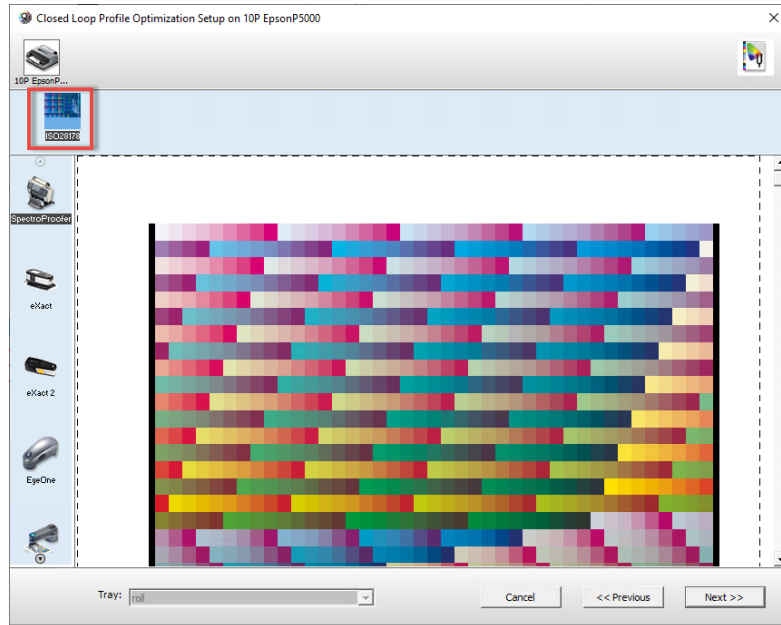 Closed Loop Profile Optimization Setup on 10P EpsonP5000
10P EpsonP...
ISO28178
SpectroProofer
eXact
eXact 2
EyeOne
Tray:
roll
Cancel
<< Previous
Next >>